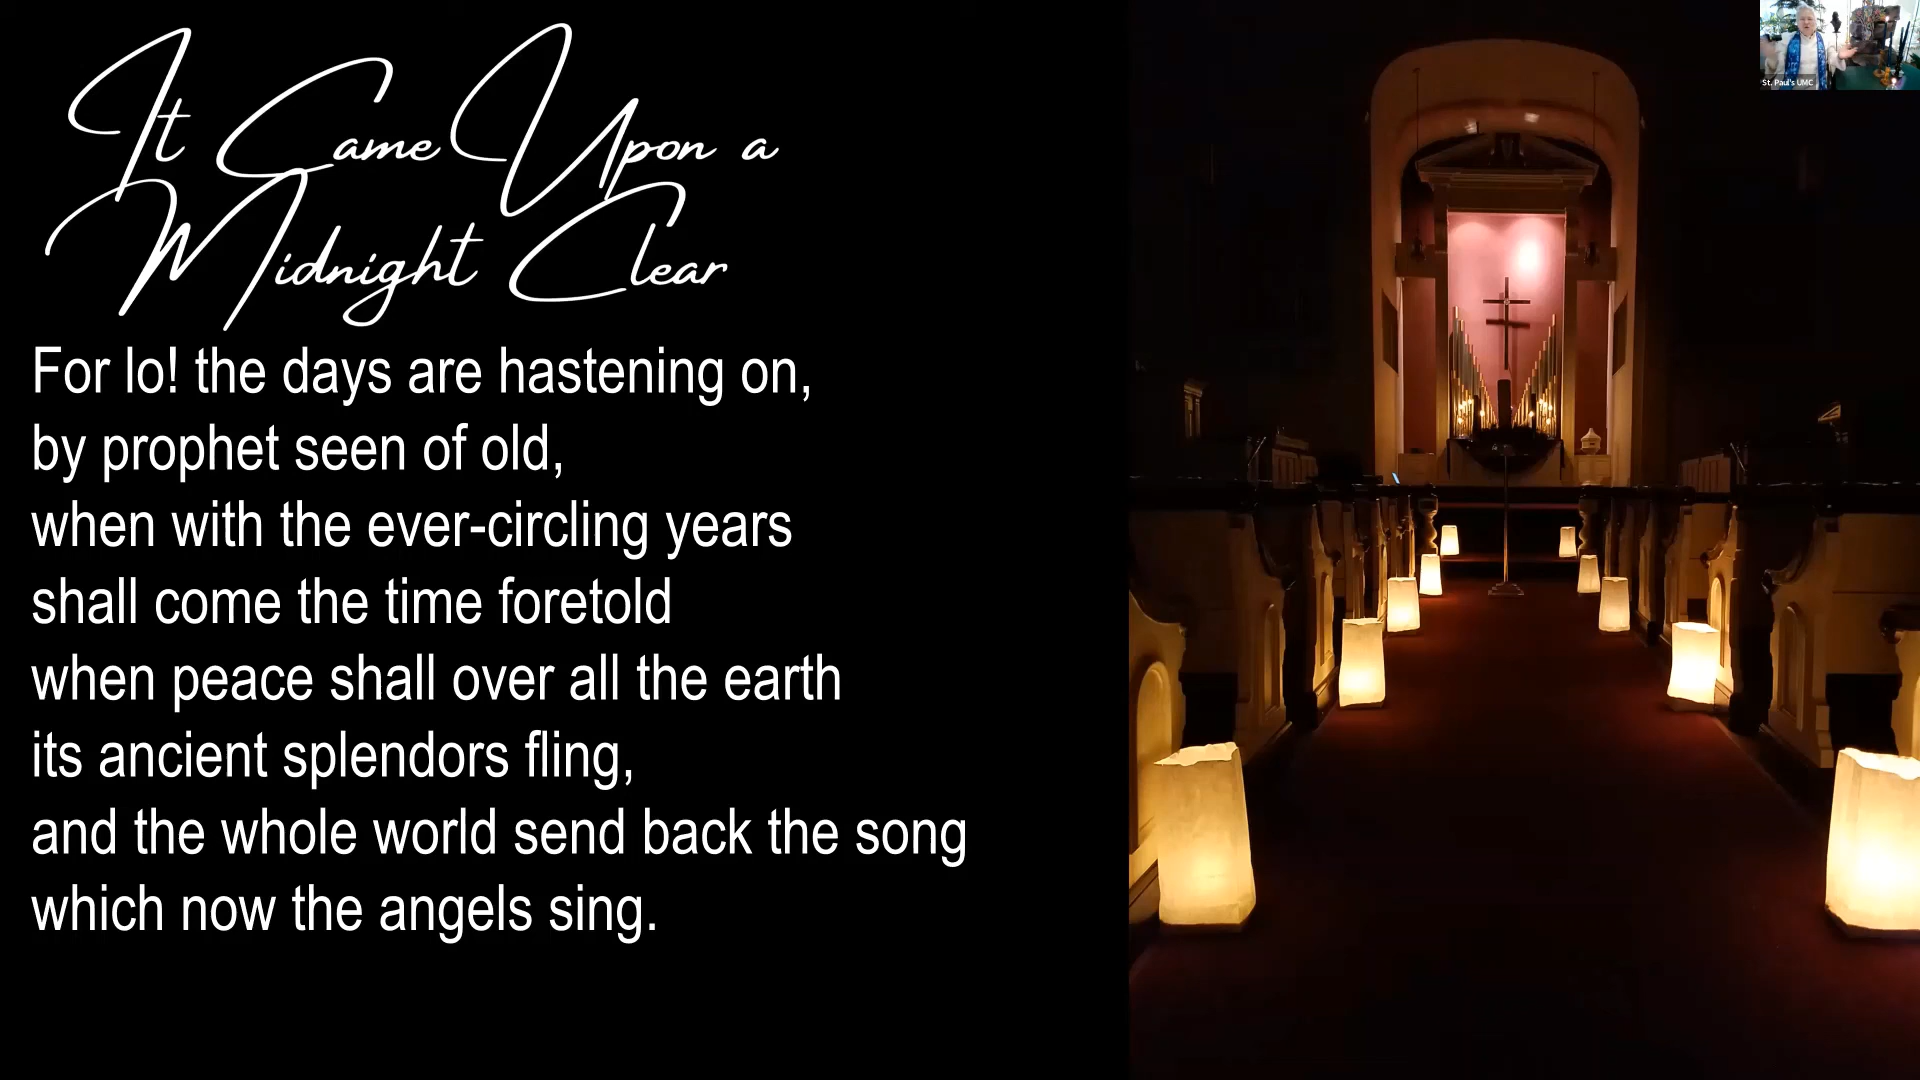 It Came Upon a
Midnight Clear
For lo! the days are hastening on,
by prophet seen of old,
when with the ever-circling years
shall come the time foretold
when peace shall over all the earth
its ancient splendors fling,
and the whole world send back the song
which now the angels sing.
St. Paul's UMC